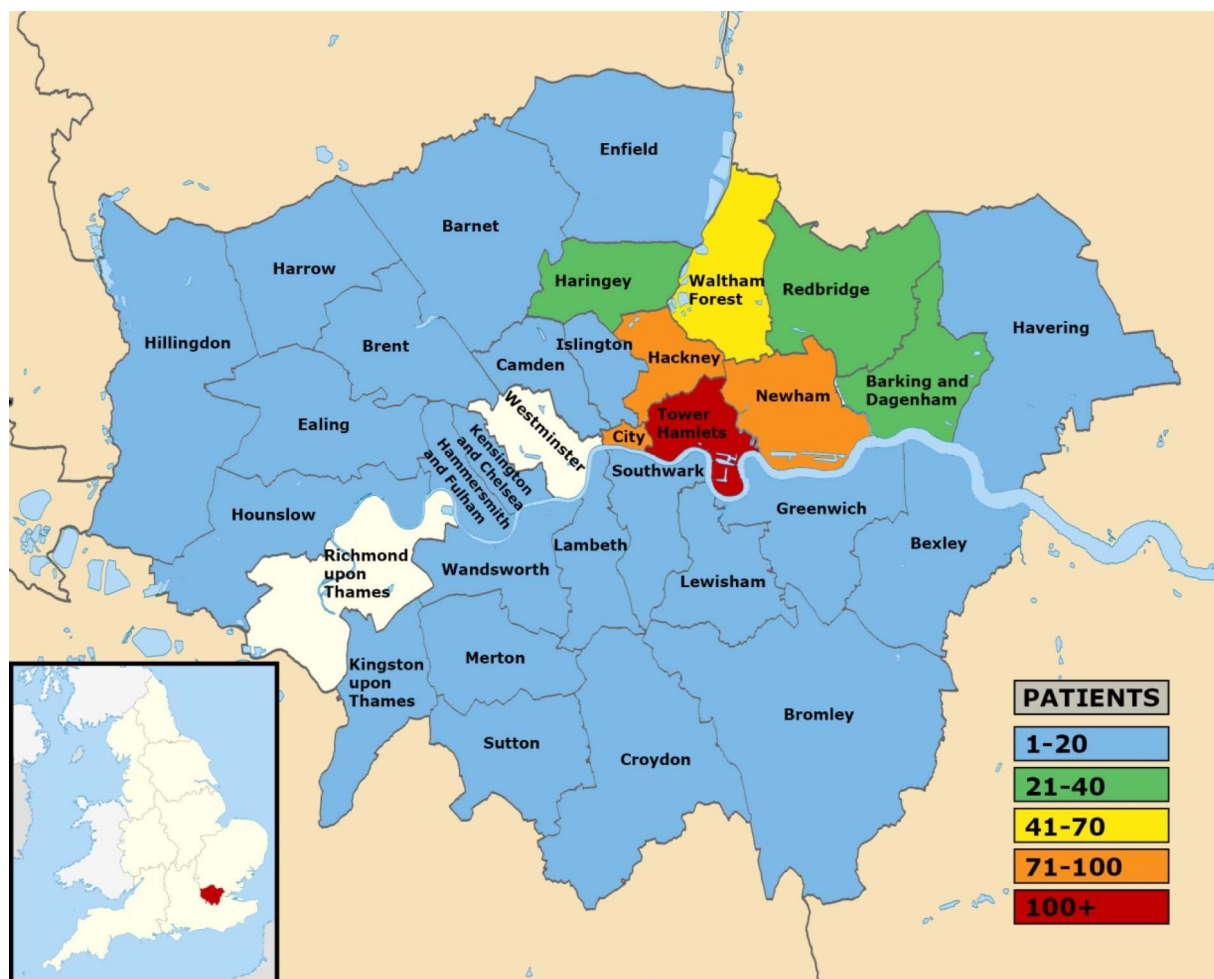 Enfield
Barnet
Harrow
Haringey
Waltham
Forest
Redbridge
Havering
Hillingdon
Brent
Camden
Islington
Hackney
Barking and
Dagenham
Newham
Ealing
Westminster
City
Tower
Hamlets
Kensington
and Chelsea
Hammersmith
and Fulham
Southwark
Hounslow
Greenwich
Richmond
upon
Thames
Wandsworth
Lambeth
Lewisham
Bexley
Kingston
upon
Thames
Merton
Sutton
Croydon
Bromley
PATIENTS
1-20
21-40
41-70
71-100
100+